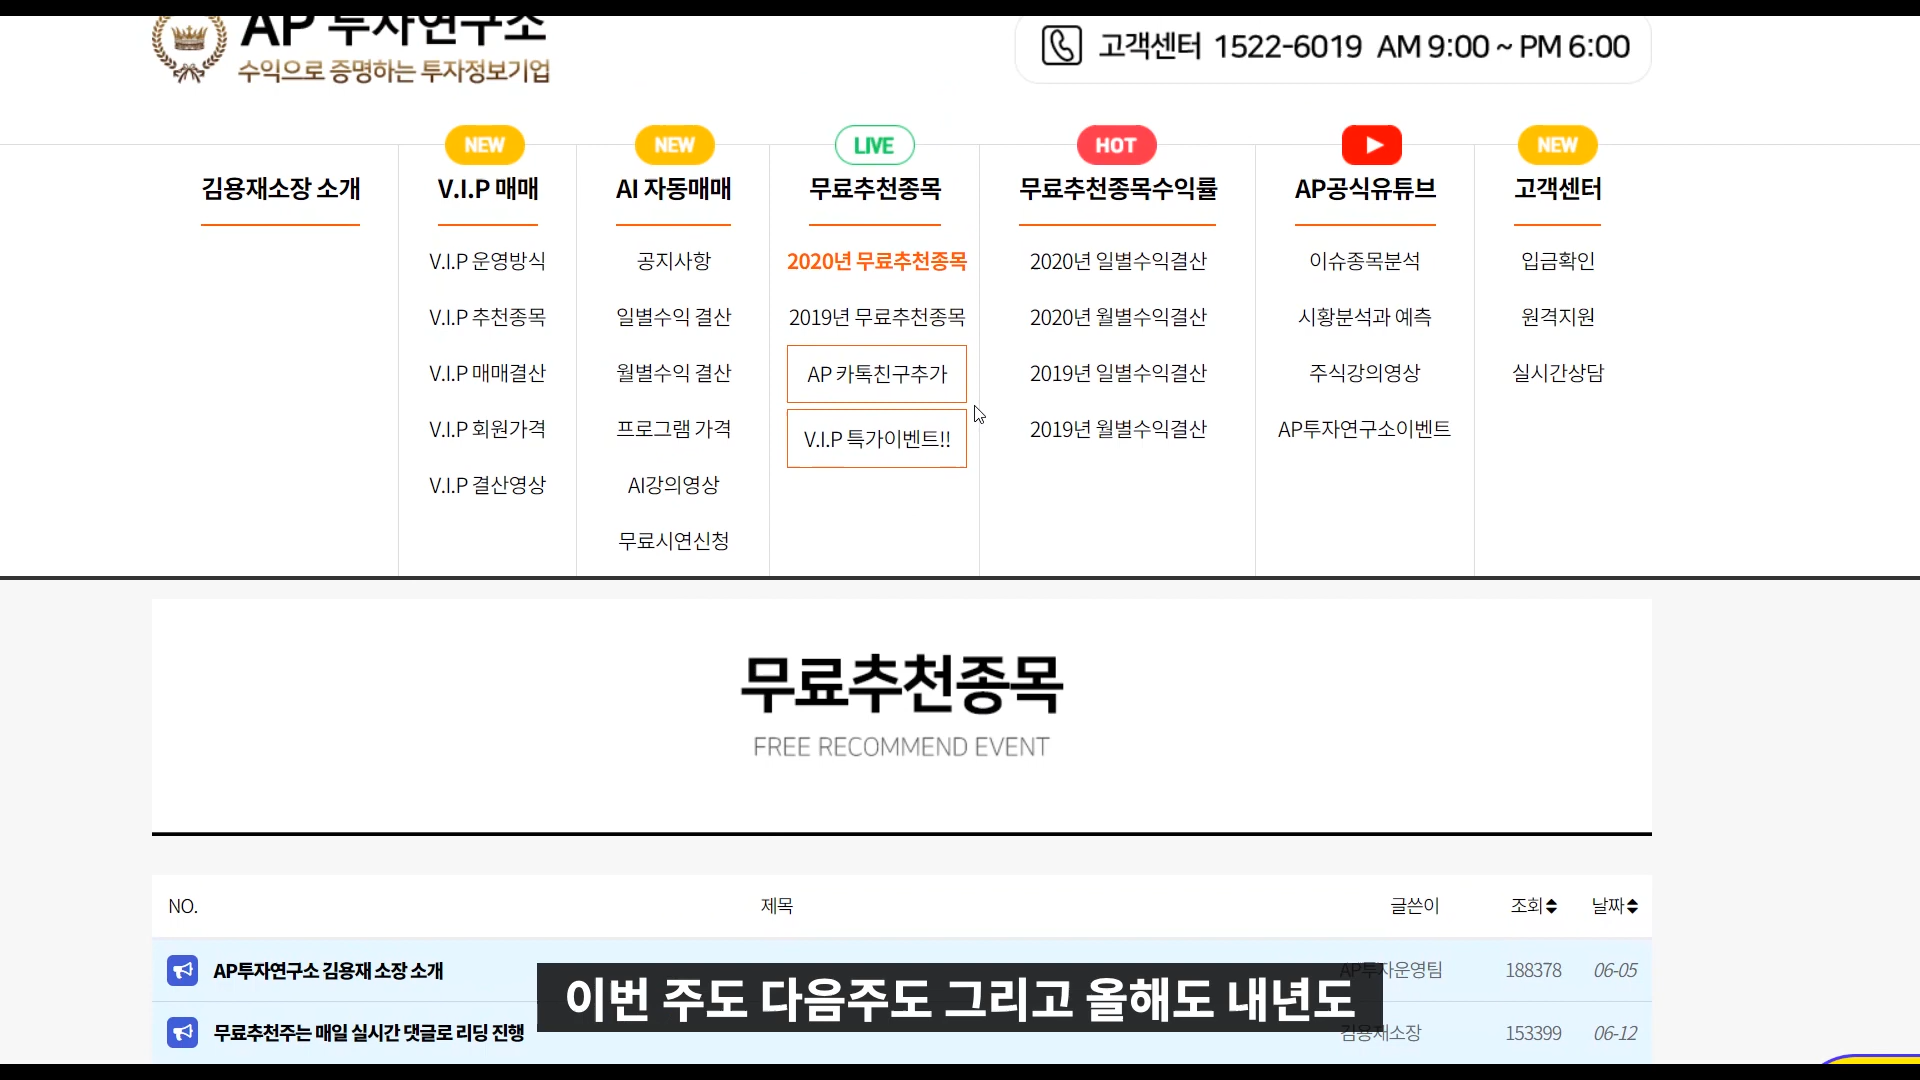 AP 투자연구소
수익으로 증명하는 투자정보기업
고객센터 1522-6019 AM 9:00 ~ PM 6:00
NEW NEW LIVE HOT NEW
김용재소장 소개 V.I.P 매매 AI 자동매매 무료추천종목 무료추천종목수익률 AP공식유튜브 고객센터
V.I.P 운영방식 공지사항 2020년 무료추천종목 2020년 일별수익결산 이슈종목분석 입금확인
V.I.P 추천종목 일별수익 결산 2019년 무료추천종목 2020년 월별수익결산 시황분석과 예측 원격지원
V.I.P 매매결산 월별수익 결산 AP 카톡친구추가 2019년 일별수익결산 주식강의영상 실시간상담
V.I.P 회원가격 프로그램 가격 V.I.P 특가이벤트!! 2019년 월별수익결산 AP투자연구소이벤트
V.I.P 결산영상 AI강의영상
무료시연신청
무료추천종목
FREE RECOMMEND EVENT
NO. 제목 글쓴이 조회 날짜
AP투자연구소 김용재 소장 소개 AP투자운영팀 188378 06-05
무료추천주는 매일 실시간 댓글로 리딩 진행 김용재소장 153399 06-12
이번 주도 다음주도 그리고 올해도 내년도